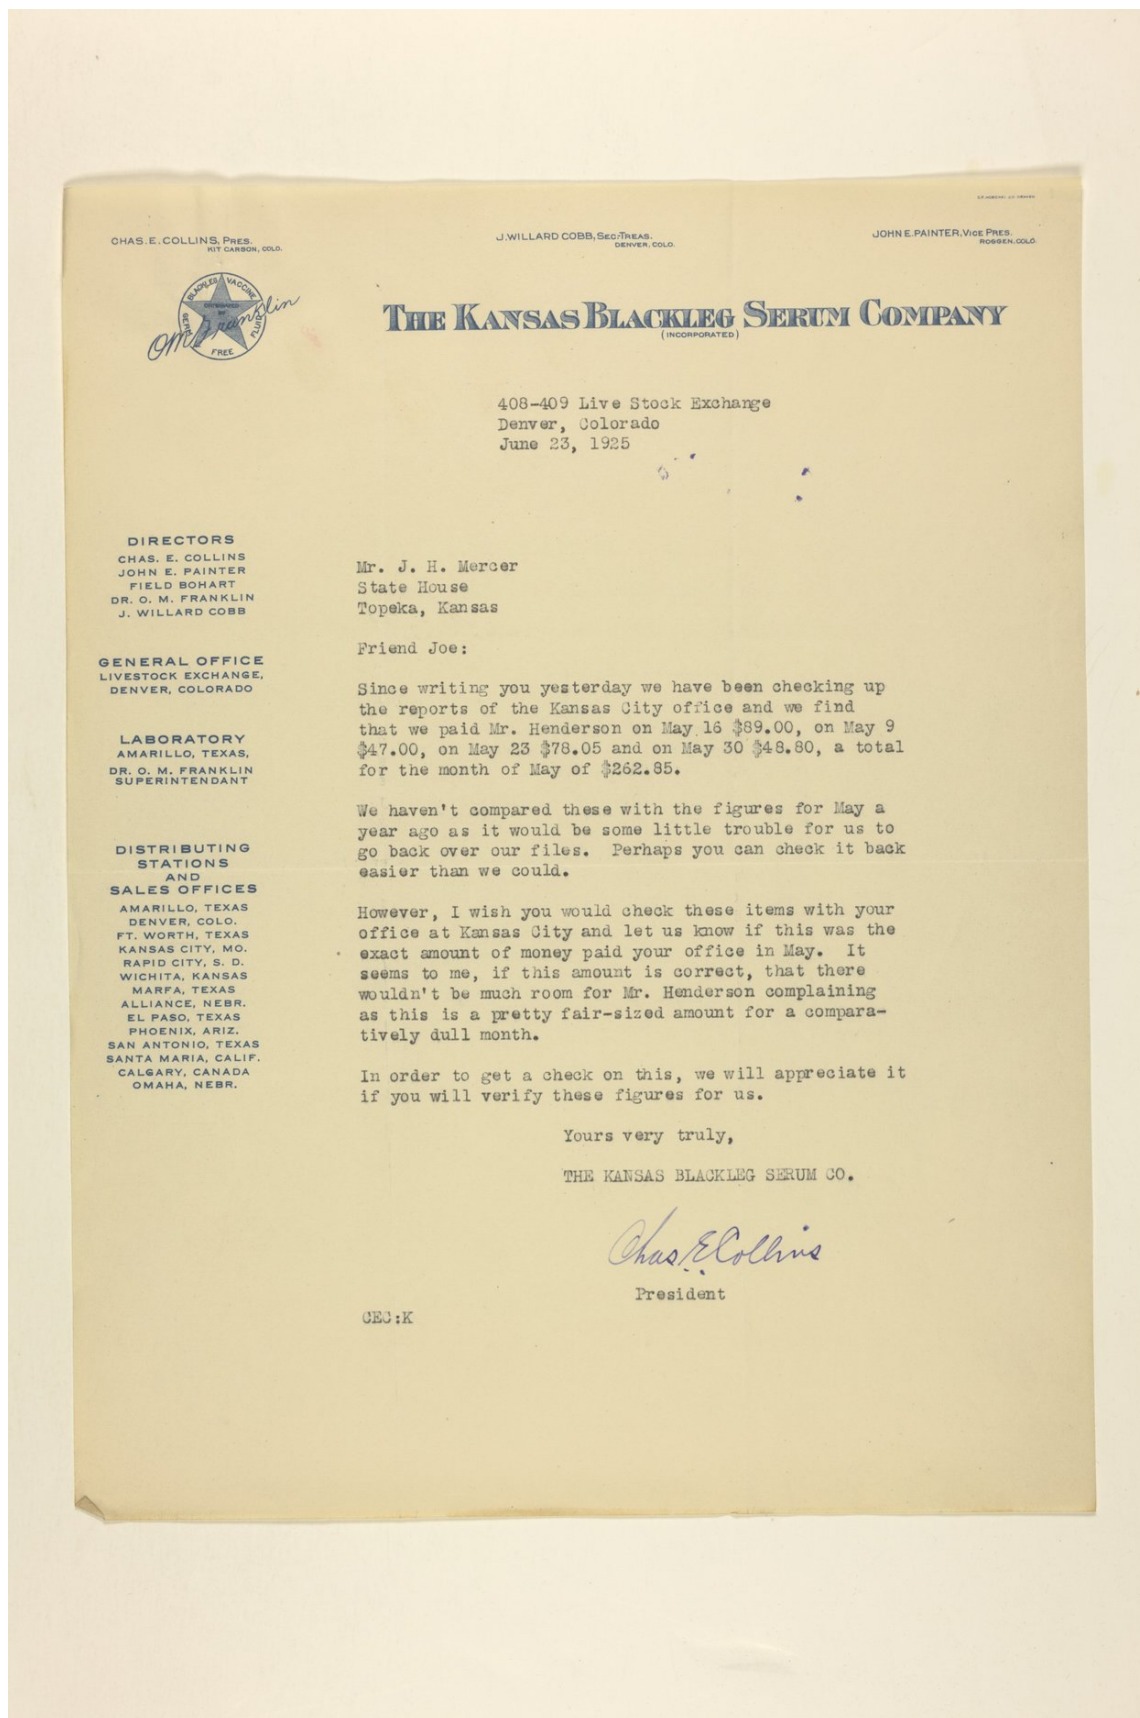 CHAS. E. COLLINS, PRES.
KIT CARSON, COLO.
J. WILLARD COBB, SEC.-TREAS.
DENVER, COLO.
JOHN E. PAINTER, VICE PRES.
ROGGEN, COLO.
BLACKLEG VACCINE
GERM FREE FLUID
O M Franklin
THE KANSAS BLACKLEG SERUM COMPANY
(INCORPORATED)
408-409 Live Stock Exchange
Denver, Colorado
June 23, 1925
DIRECTORS
CHAS. E. COLLINS
JOHN E. PAINTER
FIELD BOHART
DR. O. M. FRANKLIN
J. WILLARD COBB
GENERAL OFFICE
LIVESTOCK EXCHANGE,
DENVER, COLORADO
LABORATORY
AMARILLO, TEXAS,
DR. O. M. FRANKLIN
SUPERINTENDANT
DISTRIBUTING
STATIONS
AND
SALES OFFICES
AMARILLO, TEXAS
DENVER, COLO.
FT. WORTH, TEXAS
KANSAS CITY, MO.
RAPID CITY, S. D.
WICHITA, KANSAS
MARFA, TEXAS
ALLIANCE, NEBR.
EL PASO, TEXAS
PHOENIX, ARIZ.
SAN ANTONIO, TEXAS
SANTA MARIA, CALIF.
CALGARY, CANADA
OMAHA, NEBR.
Mr. J. H. Mercer
State House
Topeka, Kansas
Friend Joe:
Since writing you yesterday we have been checking up
the reports of the Kansas City office and we find
that we paid Mr. Henderson on May 16 $89.00, on May 9
$47.00, on May 23 $78.05 and on May 30 $48.80, a total
for the month of May of $262.85.
We haven't compared these with the figures for May a
year ago as it would be some little trouble for us to
go back over our files.  Perhaps you can check it back
easier than we could.
However, I wish you would check these items with your
office at Kansas City and let us know if this was the
exact amount of money paid your office in May.  It
seems to me, if this amount is correct, that there
wouldn't be much room for Mr. Henderson complaining
as this is a pretty fair-sized amount for a compara-
tively dull month.
In order to get a check on this, we will appreciate it
if you will verify these figures for us.
Yours very truly,
THE KANSAS BLACKLEG SERUM CO.
Chas E Collins
President
CEC:K